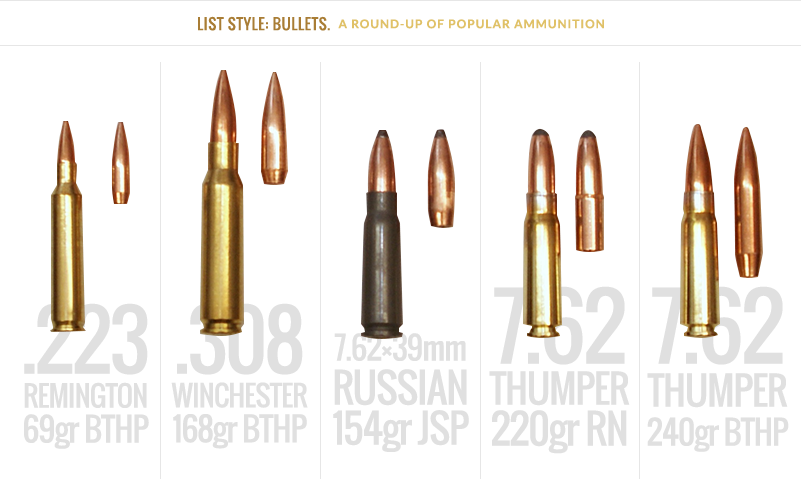 LIST STYLE: BULLETS. A ROUND-UP OF POPULAR AMMUNITION
.223
REMINGTON
69gr BTHP
.308
WINCHESTER
168gr BTHP
7.62×39mm
RUSSIAN
154gr JSP
7.62
THUMPER
220gr RN
7.62
THUMPER
240gr BTHP